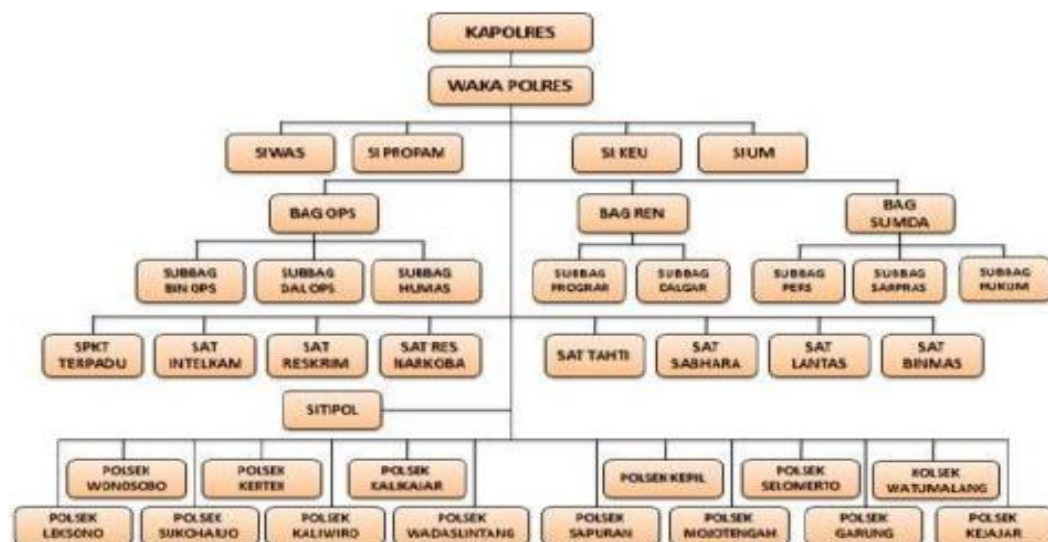 KAPOLRES
WAKA POLRES
SIWAS
SI PROPAM
SI KEU
SIUM
BAG OPS
BAG REN
BAG
SUMDA
SUBBAG
BIN OPS
SUBBAG
DAL OPS
SUBBAG
HUMAS
SUBBAG
PROGRAR
SUBBAG
DALGAR
SUBBAG
PERS
SUBBAG
SARPRAS
SUBBAG
HUKUM
SPKT
TERPADU
SAT
INTELKAM
SAT
RESKRIM
SAT RES
NARKOBA
SAT TAHTI
SAT
SABHARA
SAT
LANTAS
SAT
BINMAS
SITIPOL
POLSEK
WONOSOBO
POLSEK
KERTEK
POLSEK
KALIKAJAR
POLSEK KEPIL
POLSEK
SELOMERTO
POLSEK
WATUMALANG
POLSEK
LEKSONO
POLSEK
SUKOHARJO
POLSEK
KALIWIRO
POLSEK
WADASLINTANG
POLSEK
SAPURAN
POLSEK
MOJOTENGAH
POLSEK
GARUNG
POLSEK
KEJAJAR